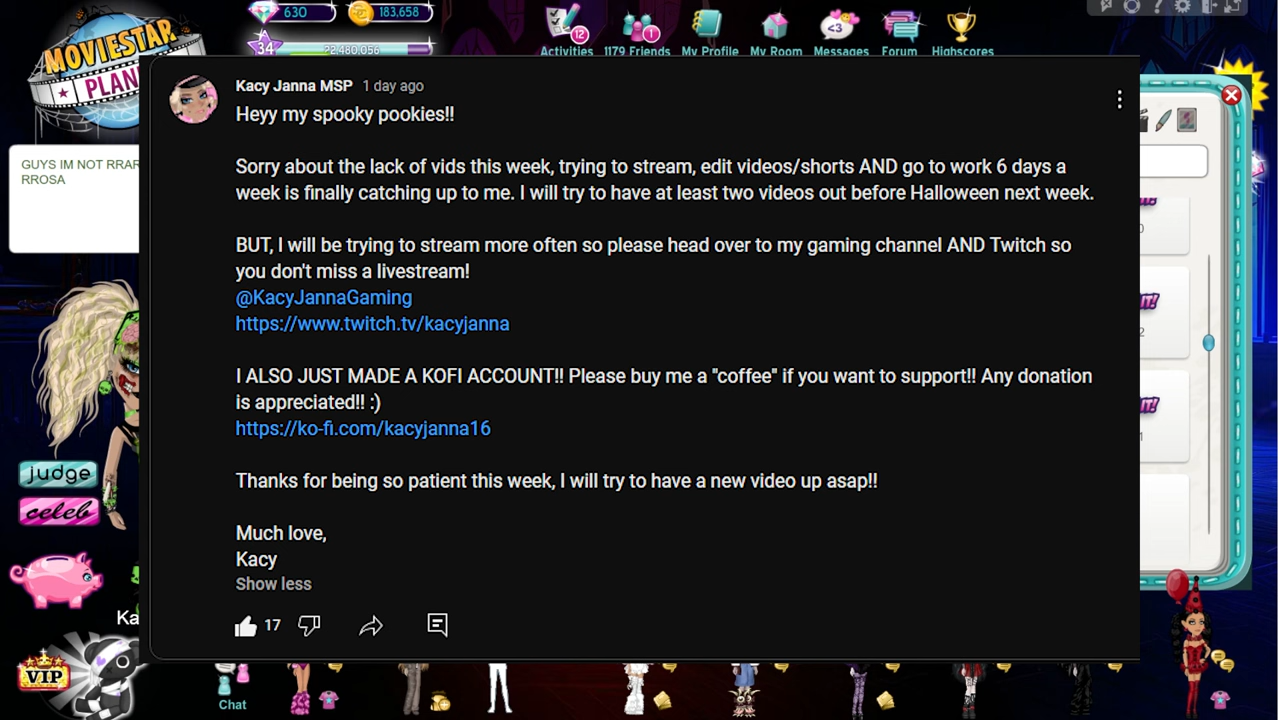 630
183,658
34
22,480,056
MOVIESTAR
PLAN
12
1
<3
Activities
1179 Friends
My Profile
My Room
Messages
Forum
Highscores
GUYS IM NOT RRAR
RROSA
Kacy Janna MSP 1 day ago
Heyy my spooky pookies!!
Sorry about the lack of vids this week, trying to stream, edit videos/shorts AND go to work 6 days a
week is finally catching up to me. I will try to have at least two videos out before Halloween next week.
BUT, I will be trying to stream more often so please head over to my gaming channel AND Twitch so
you don't miss a livestream!
@KacyJannaGaming
https://www.twitch.tv/kacyjanna
I ALSO JUST MADE A KOFI ACCOUNT!! Please buy me a "coffee" if you want to support!! Any donation
is appreciated!! :)
https://ko-fi.com/kacyjanna16
Thanks for being so patient this week, I will try to have a new video up asap!!
Much love,
Kacy
Show less
17
judge
celeb
Ka
VIP
Chat